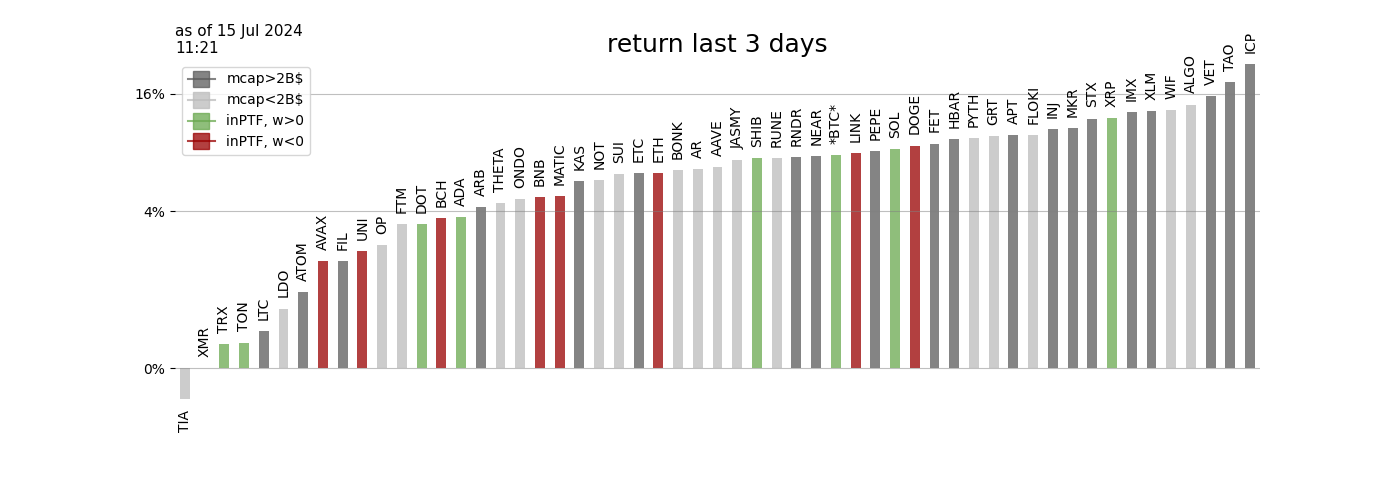 as of 15 Jul 2024
11:21
return last 3 days
mcap>2B$
mcap<2B$
inPTF, w>0
inPTF, w<0
16%
4%
0%
TIA
XMR
TRX
TON
LTC
LDO
ATOM
AVAX
FIL
UNI
OP
FTM
DOT
BCH
ADA
ARB
THETA
ONDO
BNB
MATIC
KAS
NOT
SUI
ETC
ETH
BONK
AR
AAVE
JASMY
SHIB
RUNE
RNDR
NEAR
*BTC*
LINK
PEPE
SOL
DOGE
FET
HBAR
PYTH
GRT
APT
FLOKI
INJ
MKR
STX
XRP
IMX
XLM
WIF
ALGO
VET
TAO
ICP